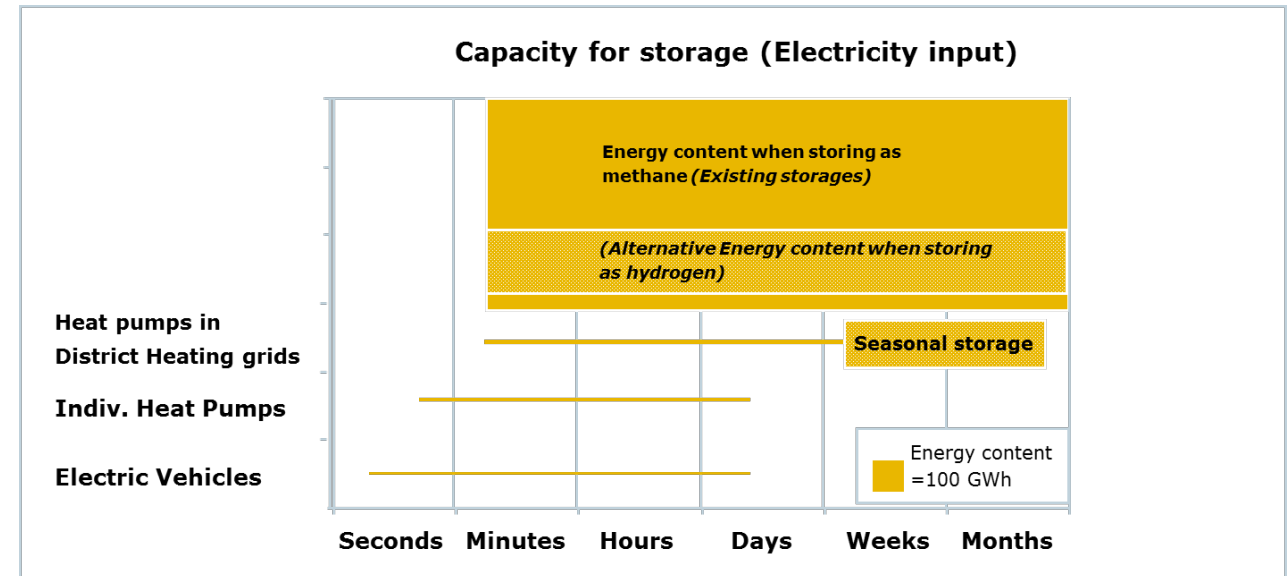 Capacity for storage (Electricity input)
Energy content when storing as
methane (Existing storages)
(Alternative Energy content when storing
as hydrogen)
Heat pumps in
District Heating grids
Seasonal storage
Indiv. Heat Pumps
Electric Vehicles
Energy content
=100 GWh
Seconds Minutes Hours Days Weeks Months